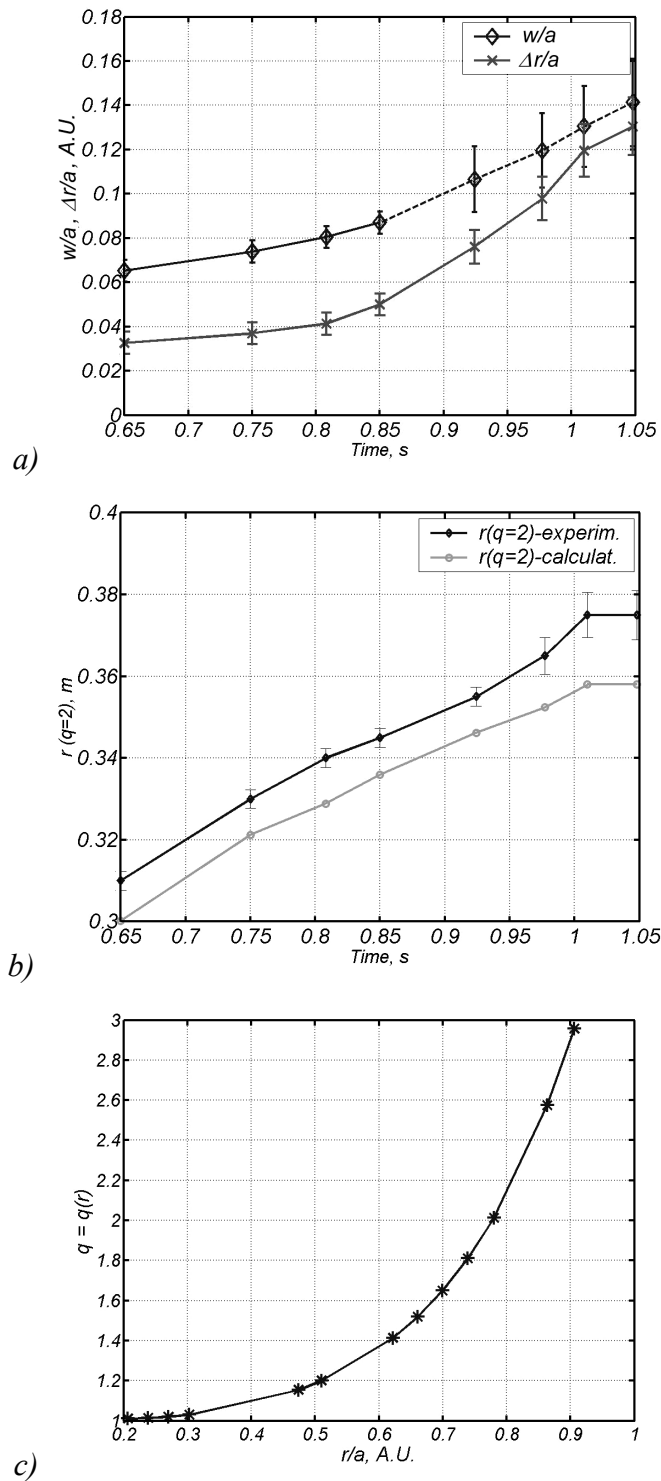 0.18
0.16
0.14
0.12
0.1
0.08
0.06
0.04
0.02
0
w/a , Δr/a, A.U.
w/a
Δr/a
0.65 0.7 0.75 0.8 0.85 0.9 0.95 1 1.05
Time, s
a)
0.4
0.38
0.36
0.34
0.32
0.3
r (q=2), m
r(q=2)-experim.
r(q=2)-calculat.
0.65 0.7 0.75 0.8 0.85 0.9 0.95 1 1.05
Time, s
b)
3
2.8
2.6
2.4
2.2
2
1.8
1.6
1.4
1.2
1
q = q(r)
0.2 0.3 0.4 0.5 0.6 0.7 0.8 0.9 1
r/a, A.U.
c)